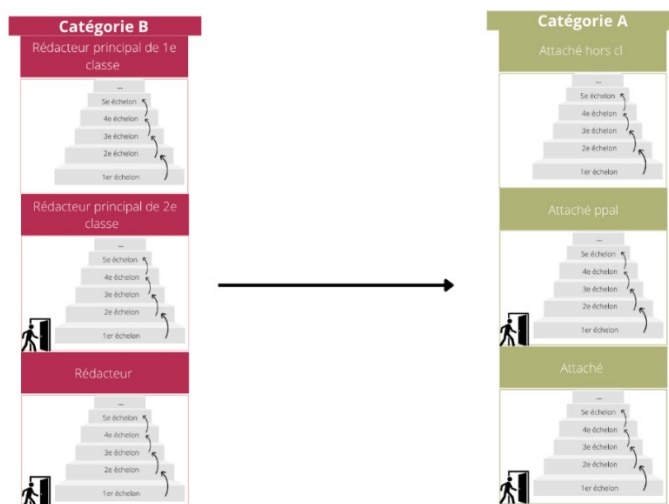 Catégorie B
Rédacteur principal de 1e
classe
...
5e échelon
4e échelon
3e échelon
2e échelon
1er échelon
Rédacteur principal de 2e
classe
...
5e échelon
4e échelon
3e échelon
2e échelon
1er échelon
Rédacteur
...
5e échelon
4e échelon
3e échelon
2e échelon
1er échelon
Catégorie A
Attaché hors cl
...
5e échelon
4e échelon
3e échelon
2e échelon
1er échelon
Attaché ppal
...
5e échelon
4e échelon
3e échelon
2e échelon
1er échelon
Attaché
...
5e échelon
4e échelon
3e échelon
2e échelon
1er échelon